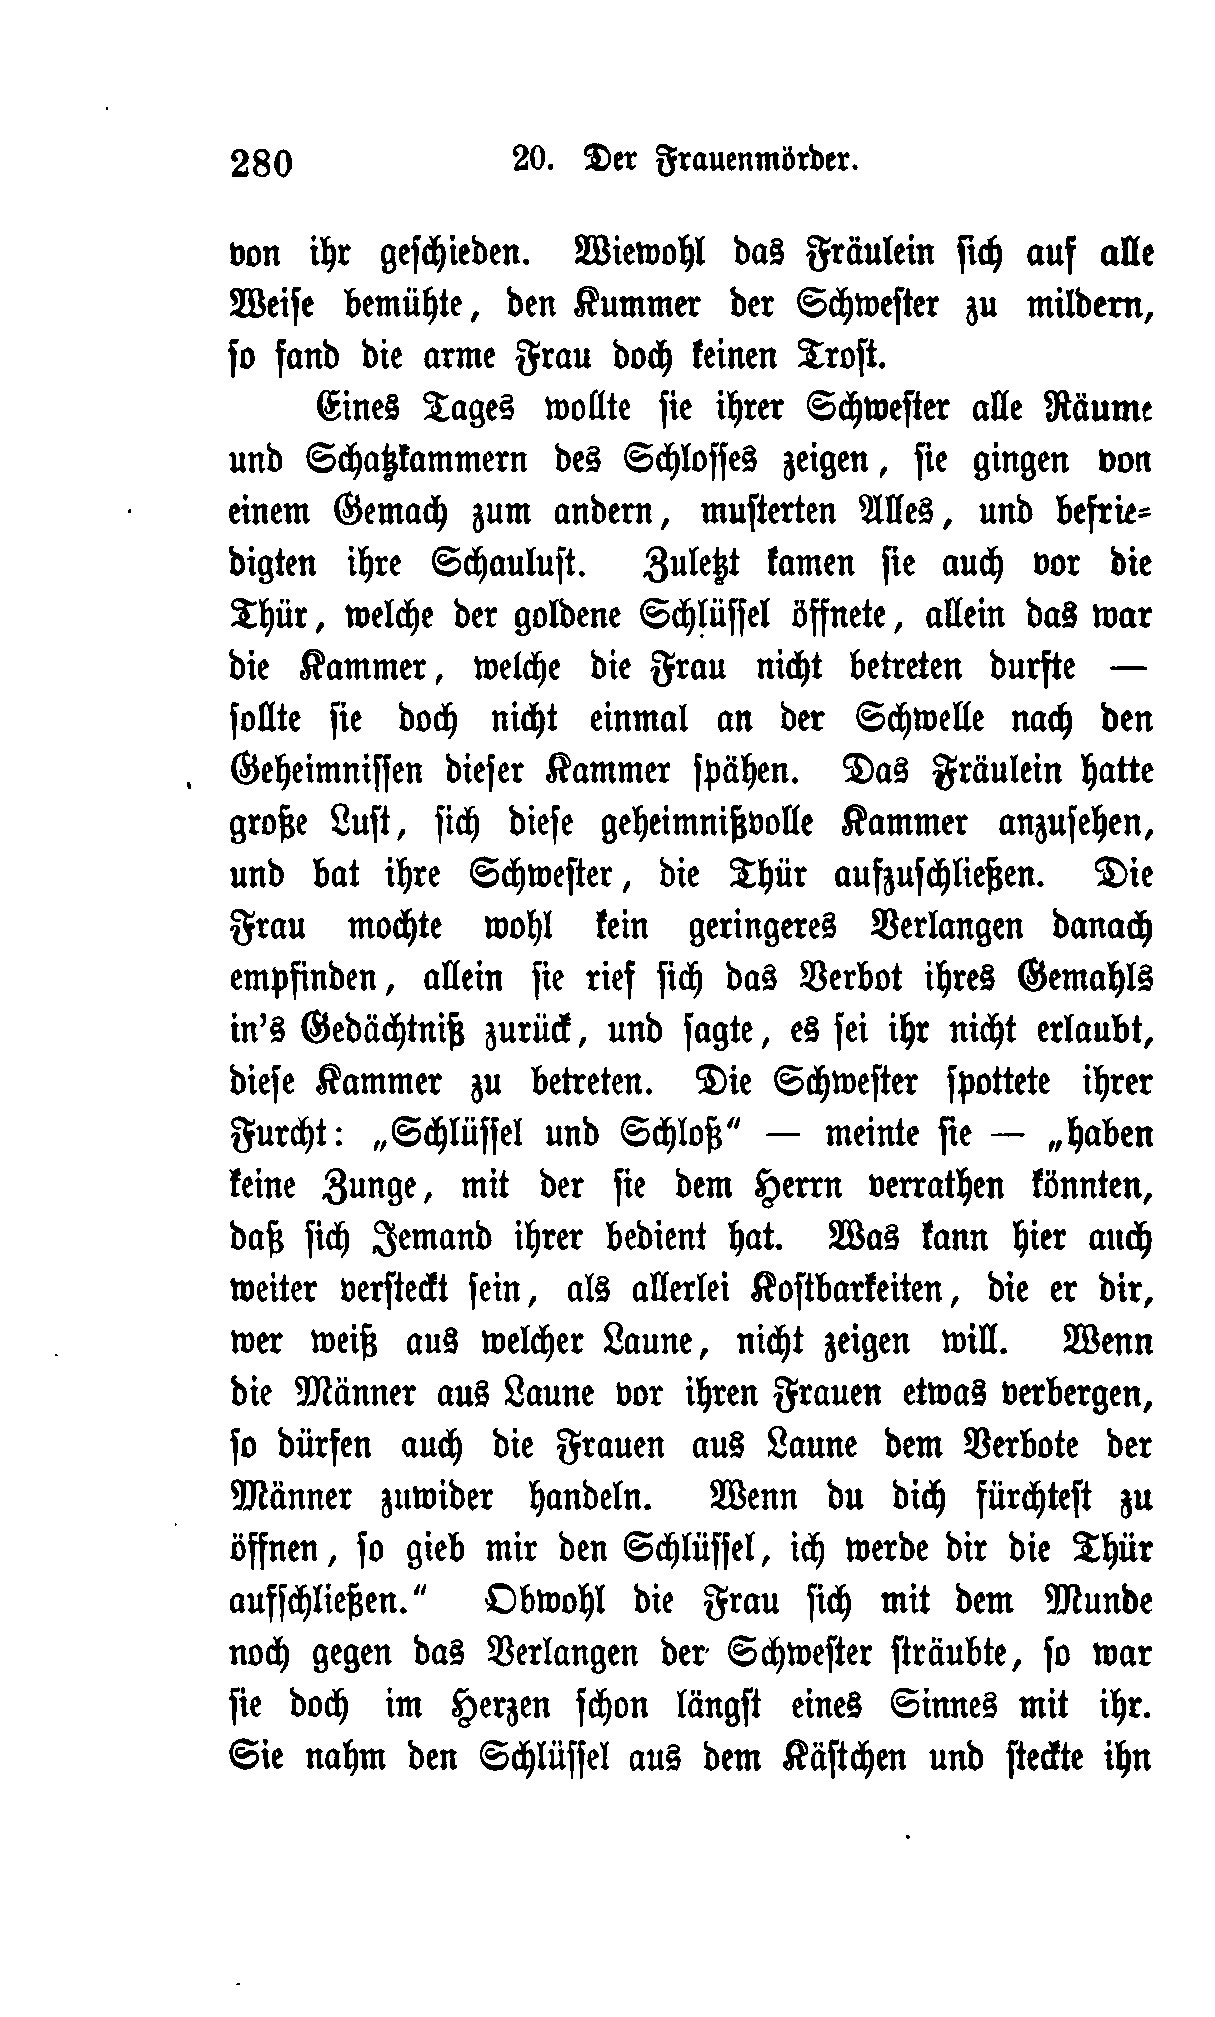 280 20. Der Frauenmörder.
von ihr geschieden. Wiewohl das Fräulein sich auf alle
Weise bemühte, den Kummer der Schwester zu mildern,
so fand die arme Frau doch keinen Trost.
Eines Tages wollte sie ihrer Schwester alle Räume
und Schatzkammern des Schlosses zeigen, sie gingen von
einem Gemach zum andern, musterten Alles, und befrie-
digten ihre Schaulust. Zuletzt kamen sie auch vor die
Thür, welche der goldene Schlüssel öffnete, allein das war
die Kammer, welche die Frau nicht betreten durfte —
sollte sie doch nicht einmal an der Schwelle nach den
Geheimnissen dieser Kammer spähen. Das Fräulein hatte
große Lust, sich diese geheimnißvolle Kammer anzusehen,
und bat ihre Schwester, die Thür aufzuschließen. Die
Frau mochte wohl kein geringeres Verlangen danach
empfinden, allein sie rief sich das Verbot ihres Gemahls
in's Gedächtniß zurück, und sagte, es sei ihr nicht erlaubt,
diese Kammer zu betreten. Die Schwester spottete ihrer
Furcht: „Schlüssel und Schloß" — meinte sie — „haben
keine Zunge, mit der sie dem Herrn verrathen könnten,
daß sich Jemand ihrer bedient hat. Was kann hier auch
weiter versteckt sein, als allerlei Kostbarkeiten, die er dir,
wer weiß aus welcher Laune, nicht zeigen will. Wenn
die Männer aus Laune vor ihren Frauen etwas verbergen,
so dürfen auch die Frauen aus Laune dem Verbote der
Männer zuwider handeln. Wenn du dich fürchtest zu
öffnen, so gieb mir den Schlüssel, ich werde dir die Thür
aufschließen." Obwohl die Frau sich mit dem Munde
noch gegen das Verlangen der Schwester sträubte, so war
sie doch im Herzen schon längst eines Sinnes mit ihr.
Sie nahm den Schlüssel aus dem Kästchen und steckte ihn